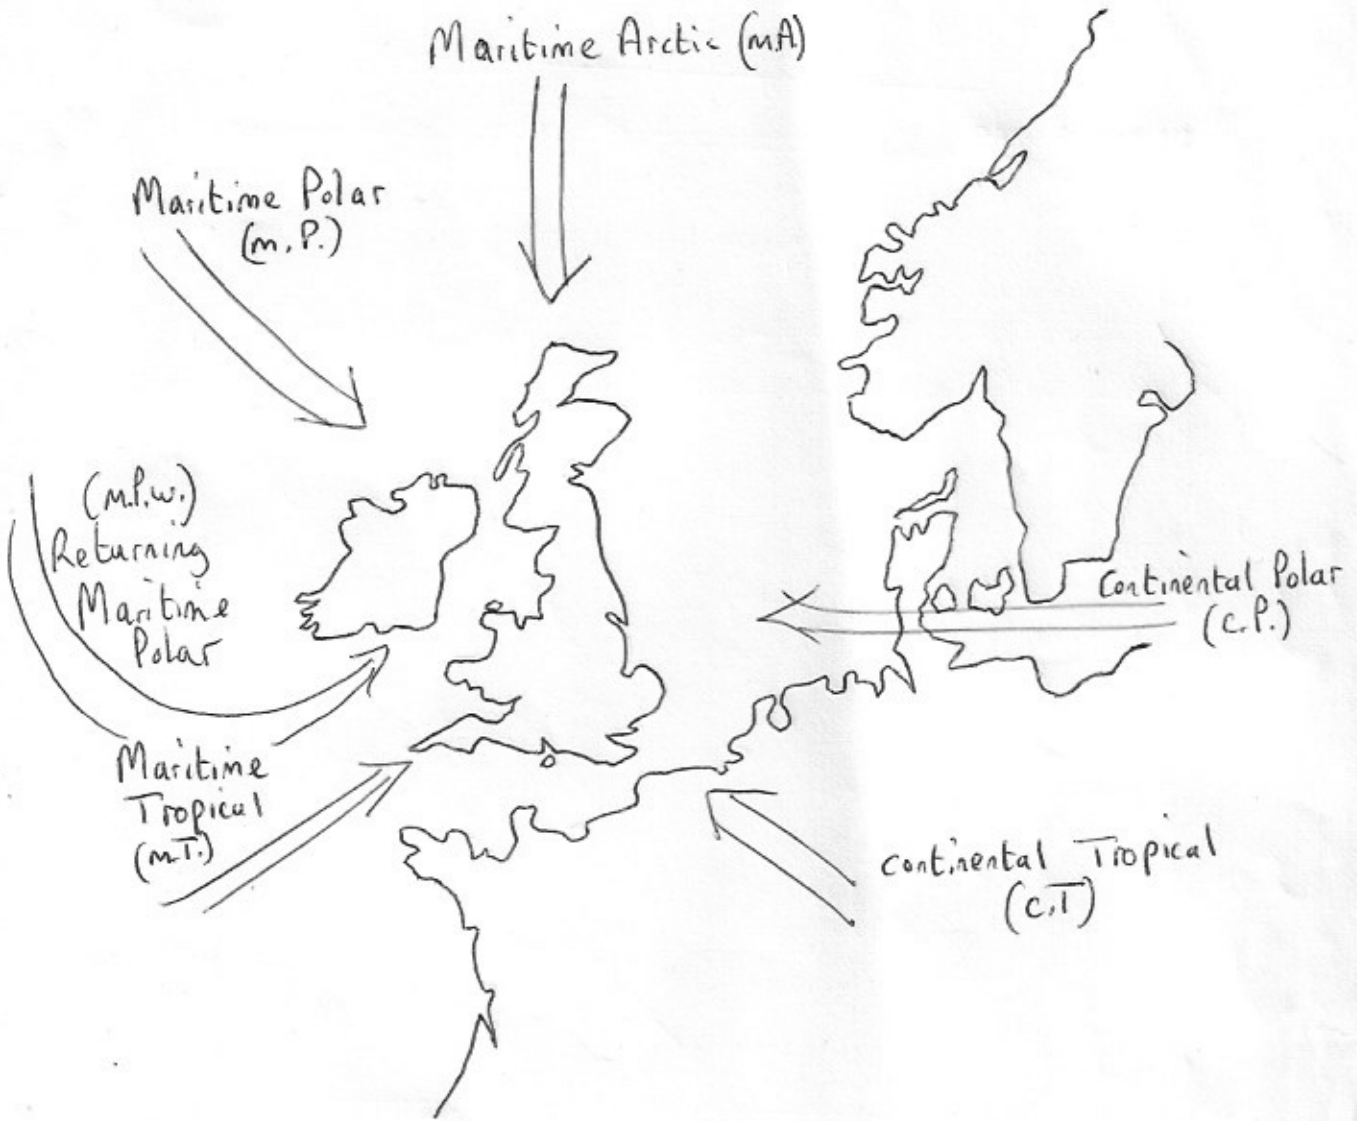 Maritime Arctic (mA)
Maritime Polar
(m.P.)
(m.P.w.)
Returning
Maritime
Polar
Continental Polar
(C.P.)
Maritime
Tropical
(m.T.)
Continental Tropical
(C.T)